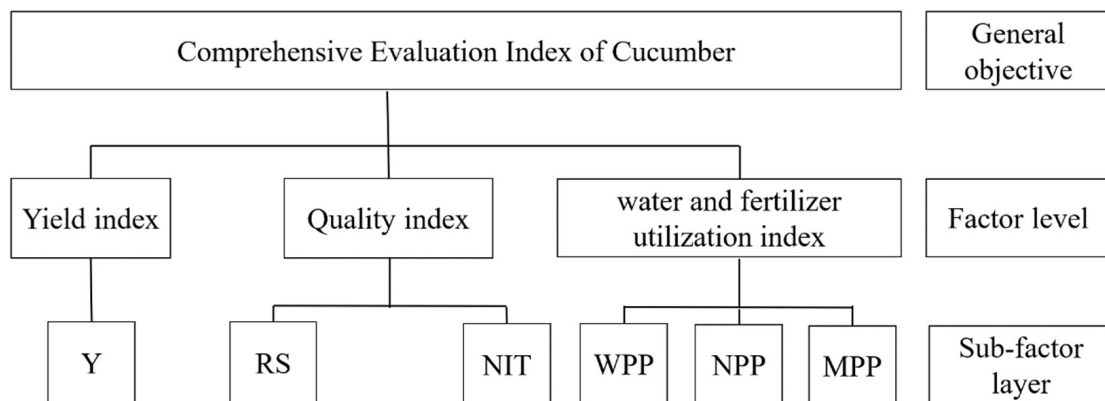 Comprehensive Evaluation Index of Cucumber
General
objective
Yield index
Quality index
water and fertilizer
utilization index
Factor level
Y
RS
NIT
WPP
NPP
MPP
Sub-factor
layer